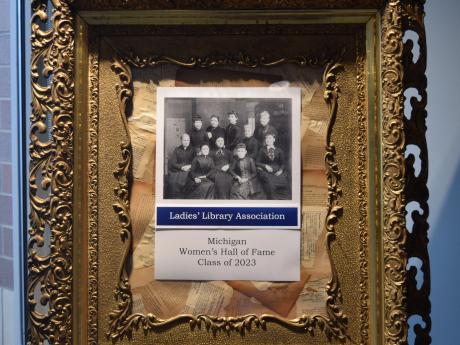 Ladies' Library Association
Michigan
Women's Hall of Fame
Class of 2023